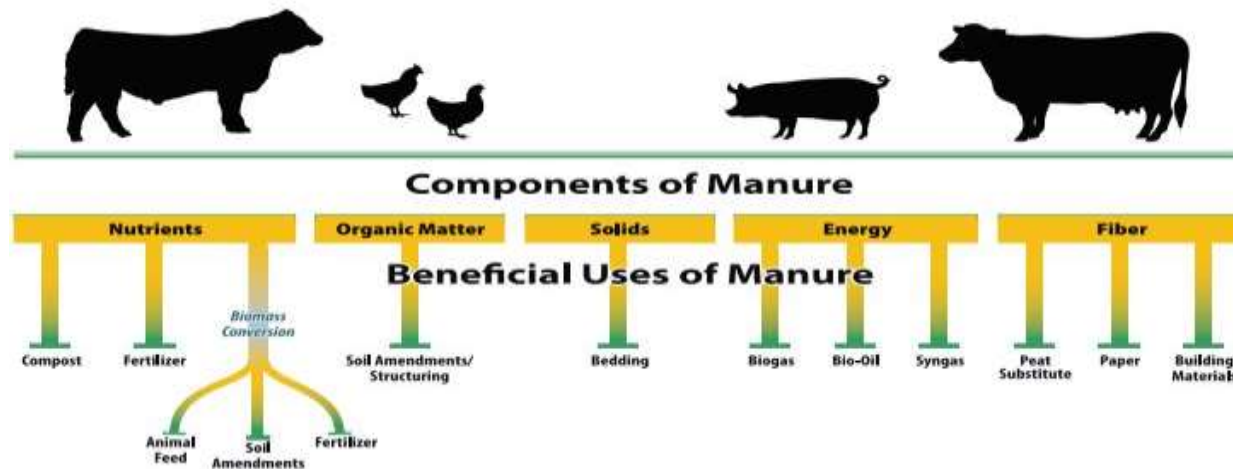 Components of Manure
Nutrients
Organic Matter
Solids
Energy
Fiber
Beneficial Uses of Manure
Biomass
Conversion
Compost
Fertilizer
Soil Amendments/
Structuring
Bedding
Biogas
Bio-Oil
Syngas
Peat
Substitute
Paper
Building
Materials
Animal
Feed
Soil
Amendments
Fertilizer